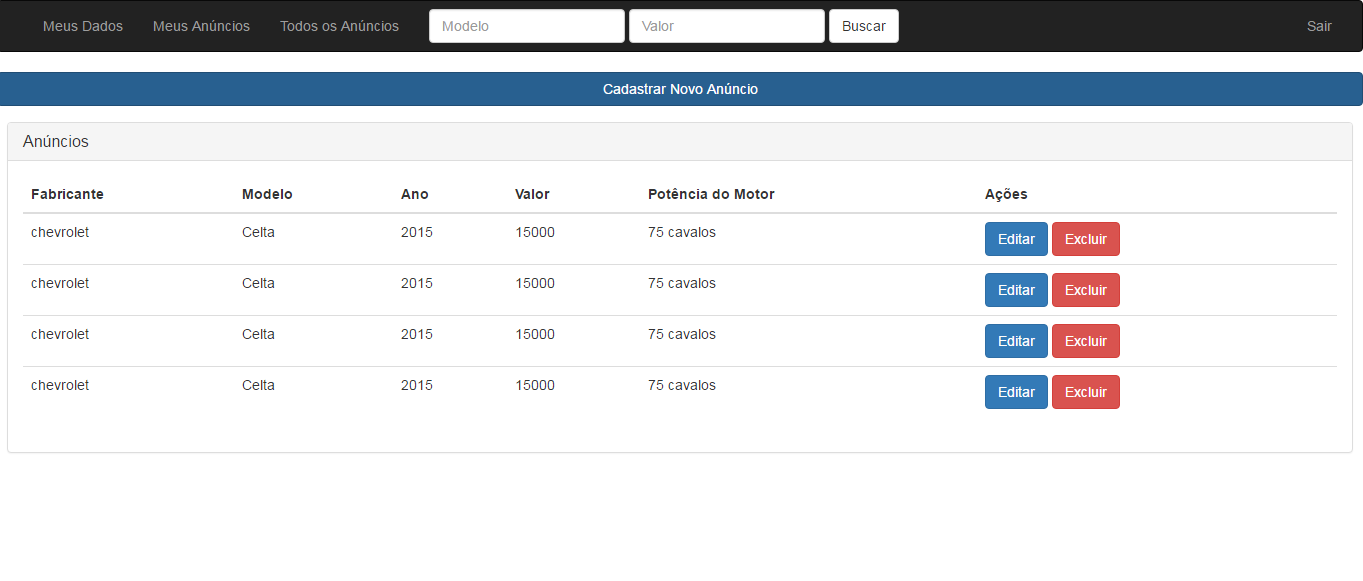 Meus Dados Meus Anúncios Todos os Anúncios Modelo Valor Buscar Sair
Cadastrar Novo Anúncio
Anúncios
Fabricante Modelo Ano Valor Potência do Motor Ações
chevrolet Celta 2015 15000 75 cavalos Editar Excluir
chevrolet Celta 2015 15000 75 cavalos Editar Excluir
chevrolet Celta 2015 15000 75 cavalos Editar Excluir
chevrolet Celta 2015 15000 75 cavalos Editar Excluir